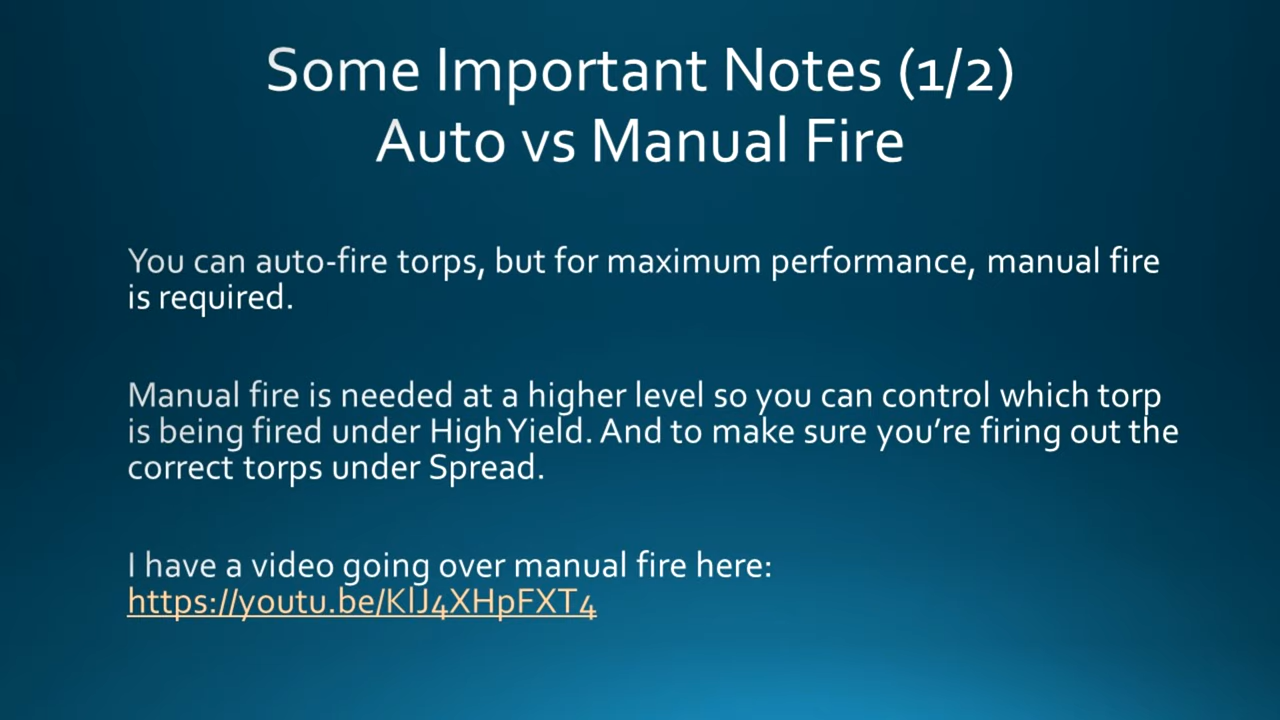 Some Important Notes (1/2)
Auto vs Manual Fire
You can auto-fire torps, but for maximum performance, manual fire
is required.
Manual fire is needed at a higher level so you can control which torp
is being fired under High Yield. And to make sure you’re firing out the
correct torps under Spread.
I have a video going over manual fire here:
https://youtu.be/KlJ4XHpFXT4